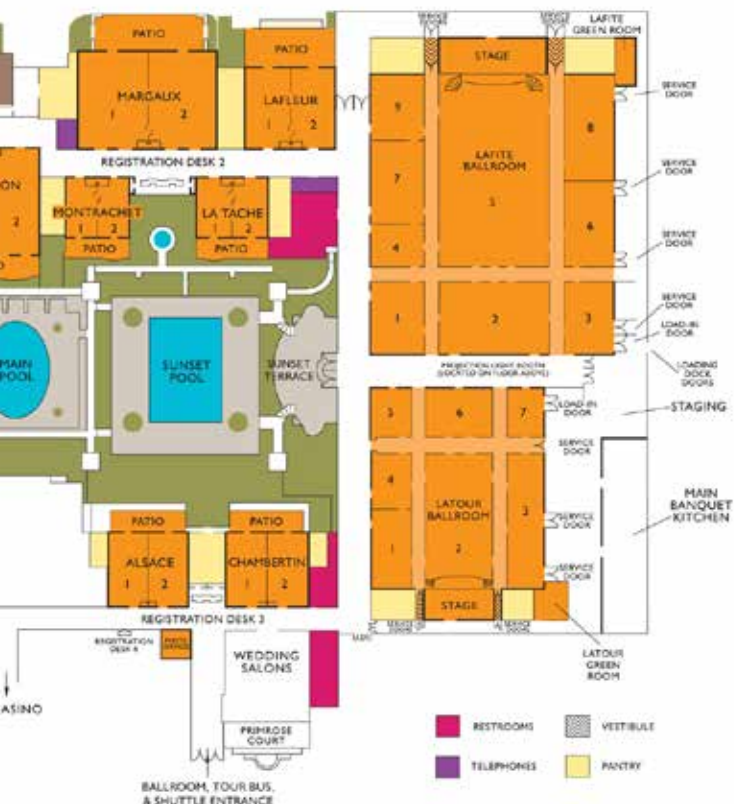 SERVICE
DOORS
SERVICE
DOORS
LAFITE
GREEN ROOM
PATIO
PATIO
STAGE
MARGAUX
1 2
LAFLEUR
1 2
9
8
SERVICE
DOOR
REGISTRATION DESK 2
LAFITE
BALLROOM
5
7
SERVICE
DOOR
ON
2
MONTRACHET
1 2
PATIO
LA TACHE
1 2
PATIO
6
4
SERVICE
DOOR
SERVICE
DOOR
LOAD-IN
DOOR
1
2
3
MAIN
POOL
SUNSET
POOL
SUNSET
TERRACE
PROJECTION LIGHT BOOTH
(LOCATED ON FLOOR ABOVE)
LOADING
DOCK
DOORS
STAGING
5
6
7
LOAD-IN
DOOR
SERVICE
DOOR
4
LATOUR
BALLROOM
2
3
1
SERVICE
DOOR
SERVICE
DOOR
MAIN
BANQUET
KITCHEN
PATIO
PATIO
ALSACE
1 2
CHAMBERTIN
1 2
STAGE
REGISTRATION DESK 3
SERVICE
DOORS
SERVICE
DOORS
REGISTRATION
DESK 4
WEDDING
SALONS
LATOUR
GREEN
ROOM
ASINO
PRIMROSE
COURT
RESTROOMS
VESTIBULE
TELEPHONES
PANTRY
BALLROOM, TOUR BUS,
& SHUTTLE ENTRANCE